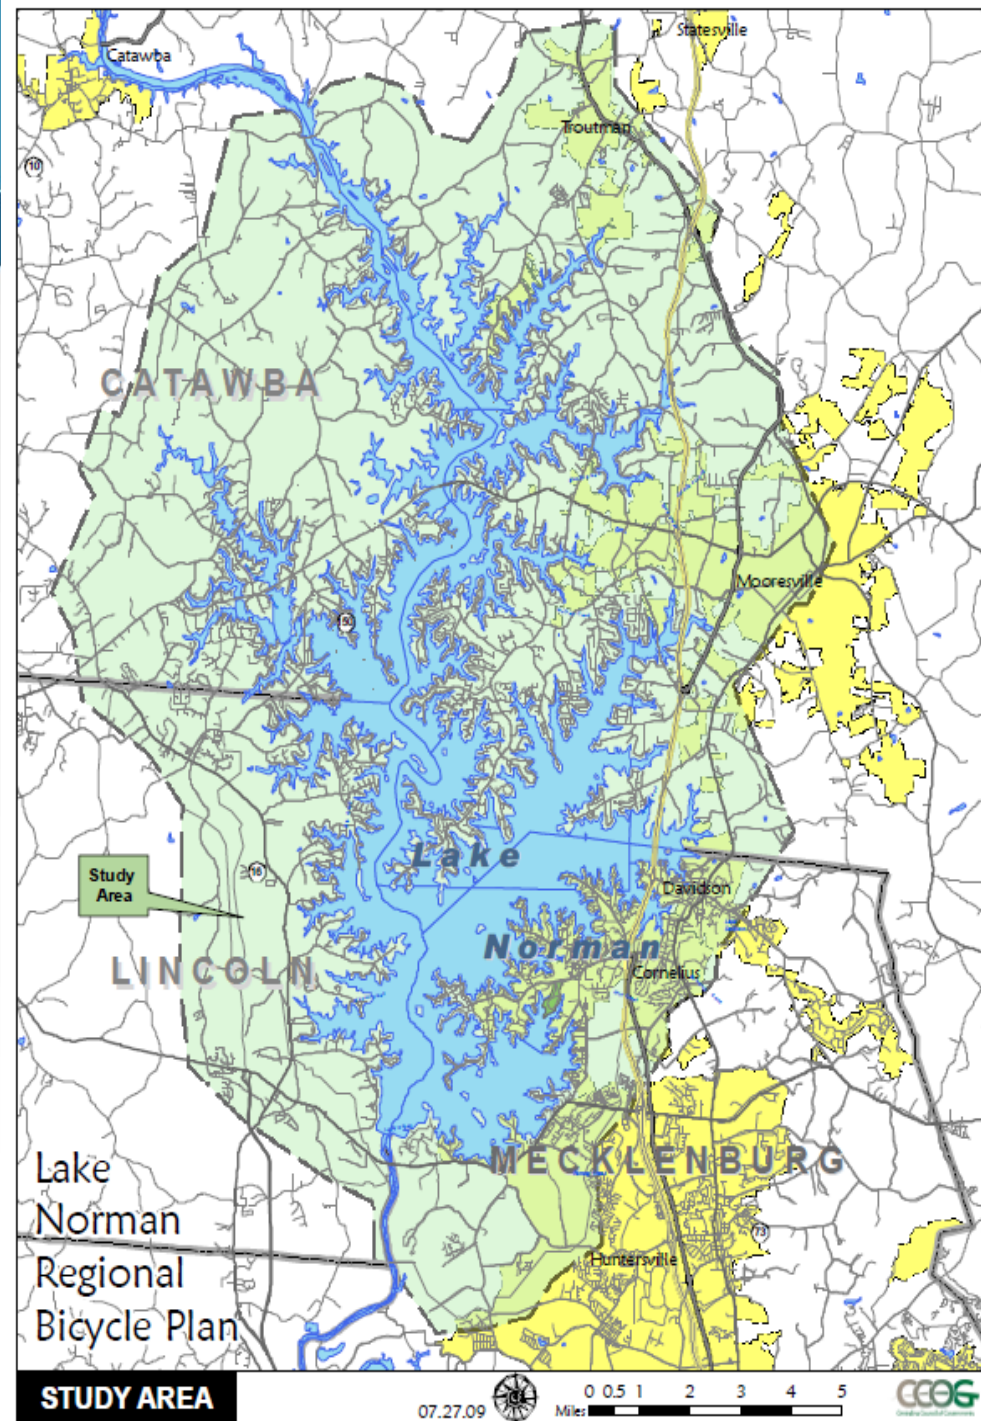 Statesville
Catawba
Troutman
10
CATAWBA
Mooresville
150
Lake
Study
Area
16
Davidson
Norman
LINCOLN
Cornelius
MECKLENBURG
Lake
Norman
Regional
Bicycle Plan
73
Huntersville
STUDY AREA
07.27.09
0 0.5 1 2 3 4 5
Miles
CCOG